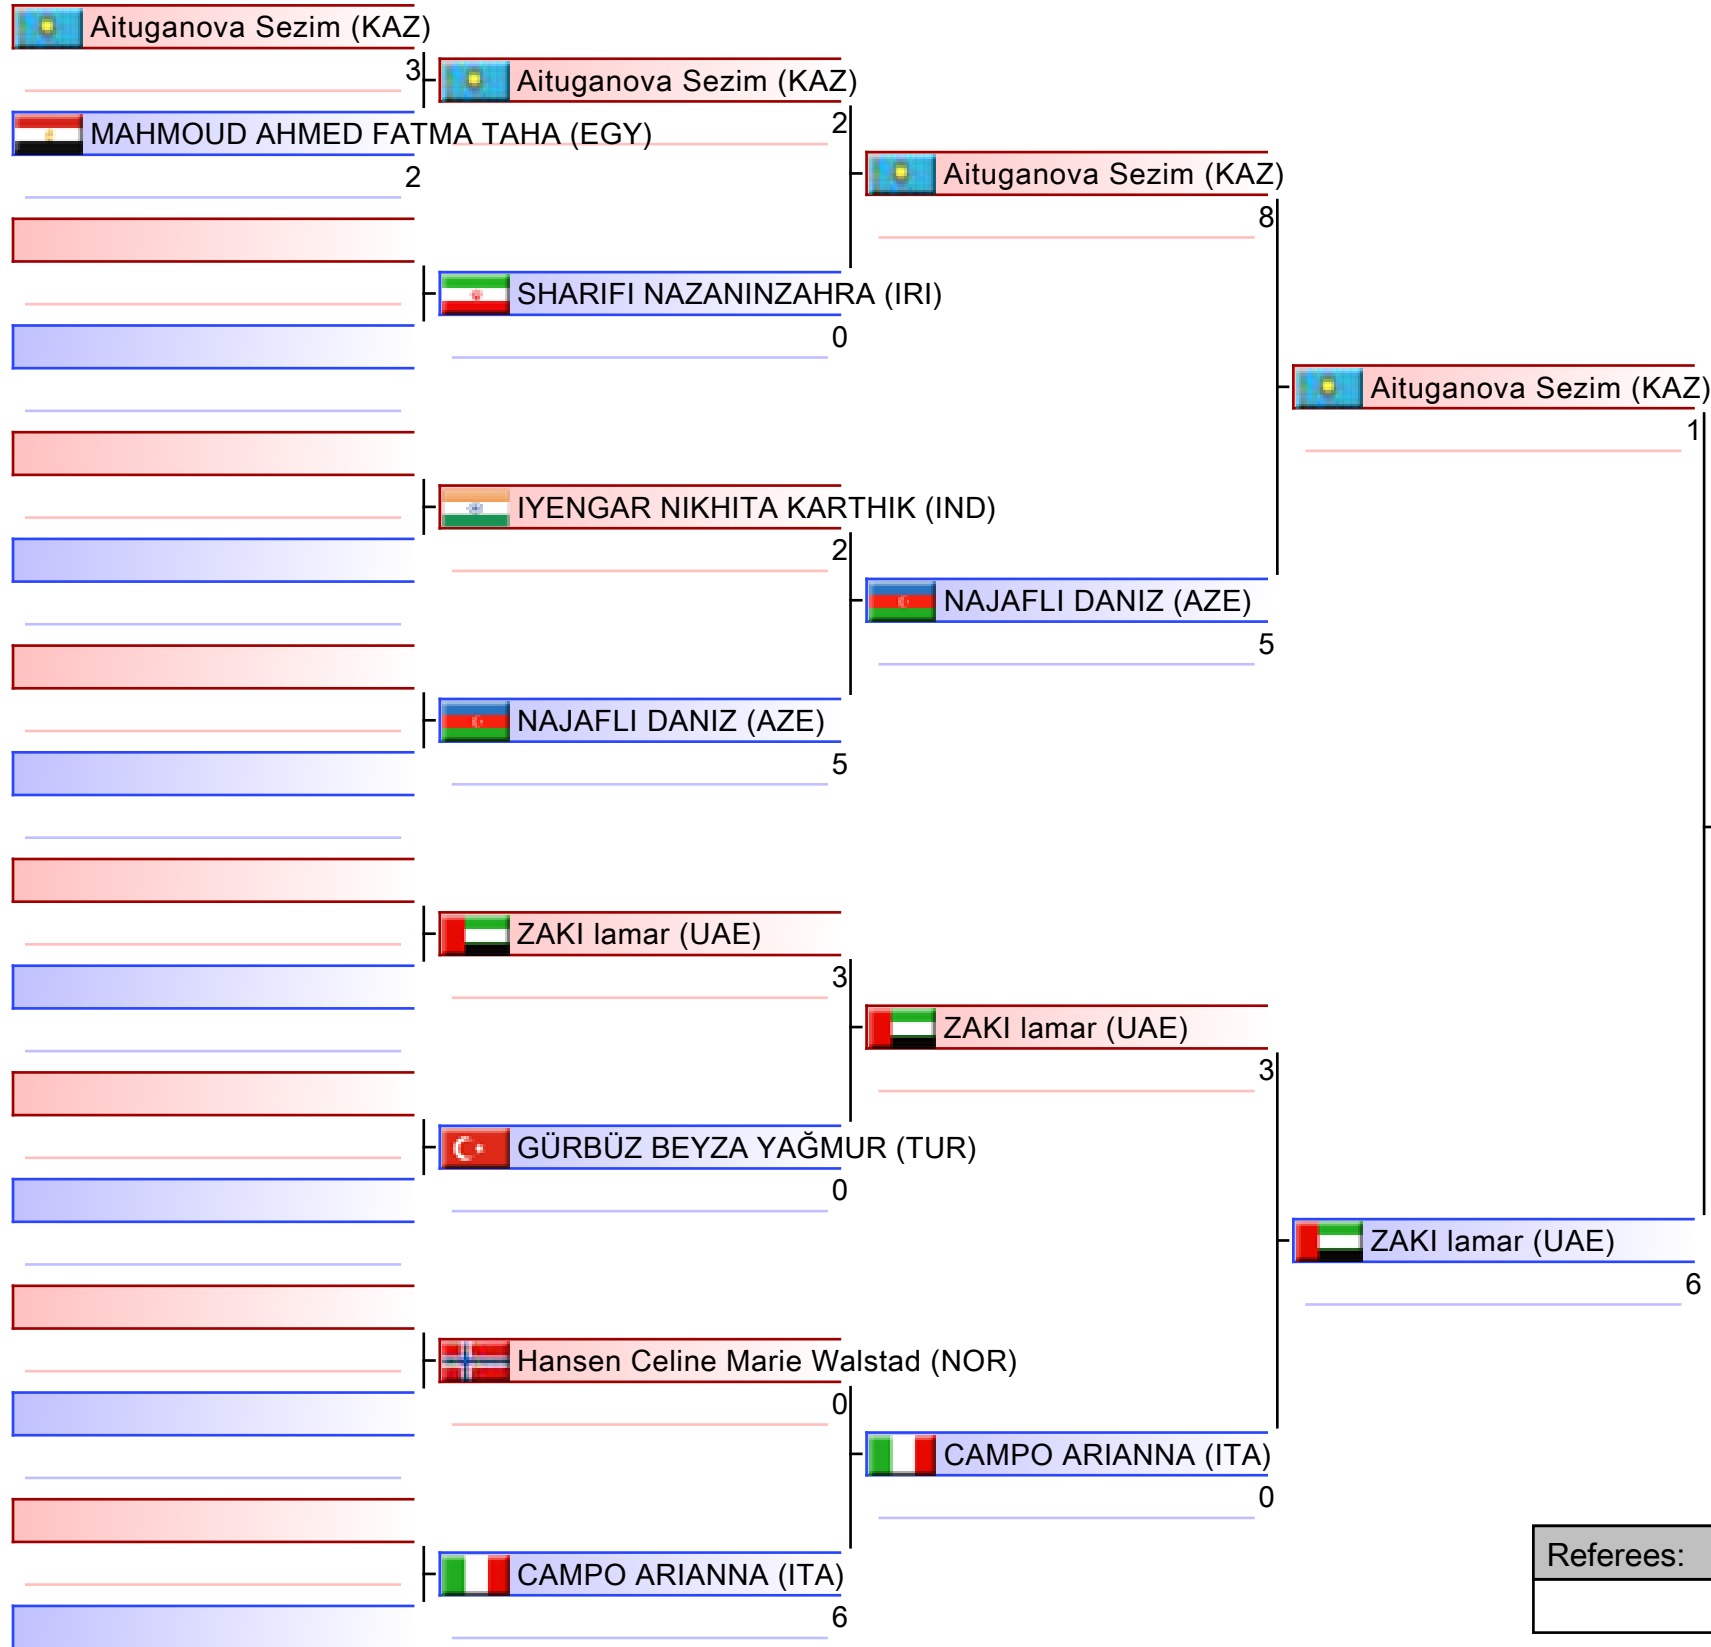 Aituganova Sezim (KAZ)
3
MAHMOUD AHMED FATMA TAHA (EGY)
2
Aituganova Sezim (KAZ)
2
SHARIFI NAZANINZAHRA (IRI)
0
IYENGAR NIKHITA KARTHIK (IND)
2
NAJAFLI DANIZ (AZE)
5
ZAKI lamar (UAE)
3
GÜRBÜZ BEYZA YAĞMUR (TUR)
0
Hansen Celine Marie Walstad (NOR)
0
CAMPO ARIANNA (ITA)
6
Aituganova Sezim (KAZ)
8
NAJAFLI DANIZ (AZE)
5
ZAKI lamar (UAE)
3
CAMPO ARIANNA (ITA)
0
Aituganova Sezim (KAZ)
1
ZAKI lamar (UAE)
6
Referees: